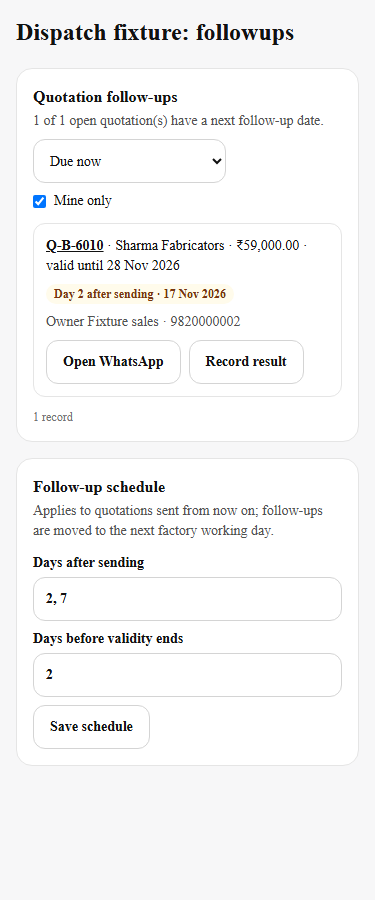 Dispatch fixture: followups
Quotation follow-ups
1 of 1 open quotation(s) have a next follow-up date.
Due now
Mine only
Q-B-6010 · Sharma Fabricators · ₹59,000.00 ·
valid until 28 Nov 2026
Day 2 after sending · 17 Nov 2026
Owner Fixture sales · 9820000002
Open WhatsApp
Record result
1 record
Follow-up schedule
Applies to quotations sent from now on; follow-ups
are moved to the next factory working day.
Days after sending
2, 7
Days before validity ends
2
Save schedule